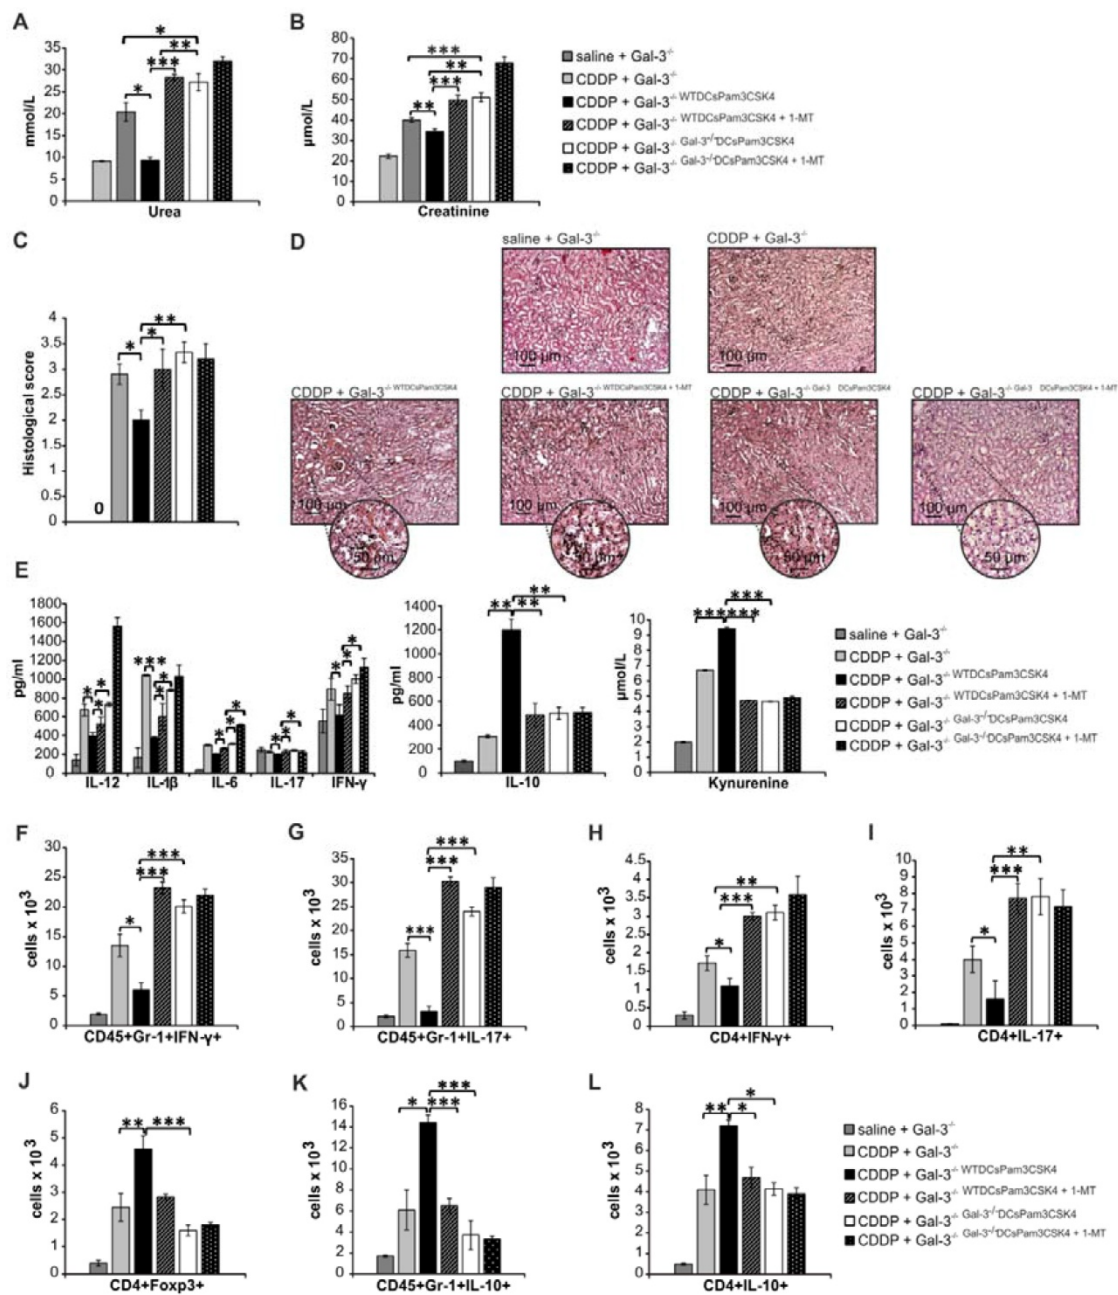 A
mmol/L
35
30
25
20
15
10
5
0
*
**
***
*
Urea
B
µmol/L
80
70
60
50
40
30
20
10
0
***
**
***
**
Creatinine
saline + Gal-3-/-
CDDP + Gal-3-/-
CDDP + Gal-3-/- WTDCsPam3CSK4
CDDP + Gal-3-/- WTDCsPam3CSK4 + 1-MT
CDDP + Gal-3-/- Gal-3-/-DCsPam3CSK4
CDDP + Gal-3-/- Gal-3-/-DCsPam3CSK4 + 1-MT
C
Histological score
4
3.5
3
2.5
2
1.5
1
0.5
0
**
*
*
0
D
saline + Gal-3-/-
CDDP + Gal-3-/-
100 µm
100 µm
CDDP + Gal-3-/- WTDCsPam3CSK4
CDDP + Gal-3-/- WTDCsPam3CSK4 + 1-MT
CDDP + Gal-3-/- Gal-3 DCsPam3CSK4
CDDP + Gal-3-/- Gal-3 DCsPam3CSK4 + 1-MT
100 µm
100 µm
100 µm
100 µm
50 µm
50 µm
50 µm
50 µm
E
pg/ml
1800
1600
1400
1200
1000
800
600
400
200
0
IL-12
IL-1β
IL-6
IL-17
IFN-γ
pg/ml
1400
1200
1000
800
600
400
200
0
**
**
**
IL-10
µmol/L
10
9
8
7
6
5
4
3
2
1
0
***
***
***
Kynurenine
saline + Gal-3-/-
CDDP + Gal-3-/-
CDDP + Gal-3-/- WTDCsPam3CSK4
CDDP + Gal-3-/- WTDCsPam3CSK4 + 1-MT
CDDP + Gal-3-/- Gal-3-/-DCsPam3CSK4
CDDP + Gal-3-/- Gal-3-/-DCsPam3CSK4 + 1-MT
F
cells x 103
30
25
20
15
10
5
0
***
***
*
CD45+Gr-1+IFN-γ+
G
cells x 103
35
30
25
20
15
10
5
0
***
***
***
CD45+Gr-1+IL-17+
H
cells x 103
4.5
4
3.5
3
2.5
2
1.5
1
0.5
0
**
***
*
CD4+IFN-γ+
I
cells x 103
10
9
8
7
6
5
4
3
2
1
0
**
***
*
CD4+IL-17+
J
cells x 103
6
5
4
3
2
1
0
**
***
CD4+Foxp3+
K
cells x 103
16
14
12
10
8
6
4
2
0
***
*
***
CD45+Gr-1+IL-10+
L
cells x 103
8
7
6
5
4
3
2
1
0
*
**
*
CD4+IL-10+
saline + Gal-3-/-
CDDP + Gal-3-/-
CDDP + Gal-3-/- WTDCsPam3CSK4
CDDP + Gal-3-/- WTDCsPam3CSK4 + 1-MT
CDDP + Gal-3-/- Gal-3-/-DCsPam3CSK4
CDDP + Gal-3-/- Gal-3-/-DCsPam3CSK4 + 1-MT